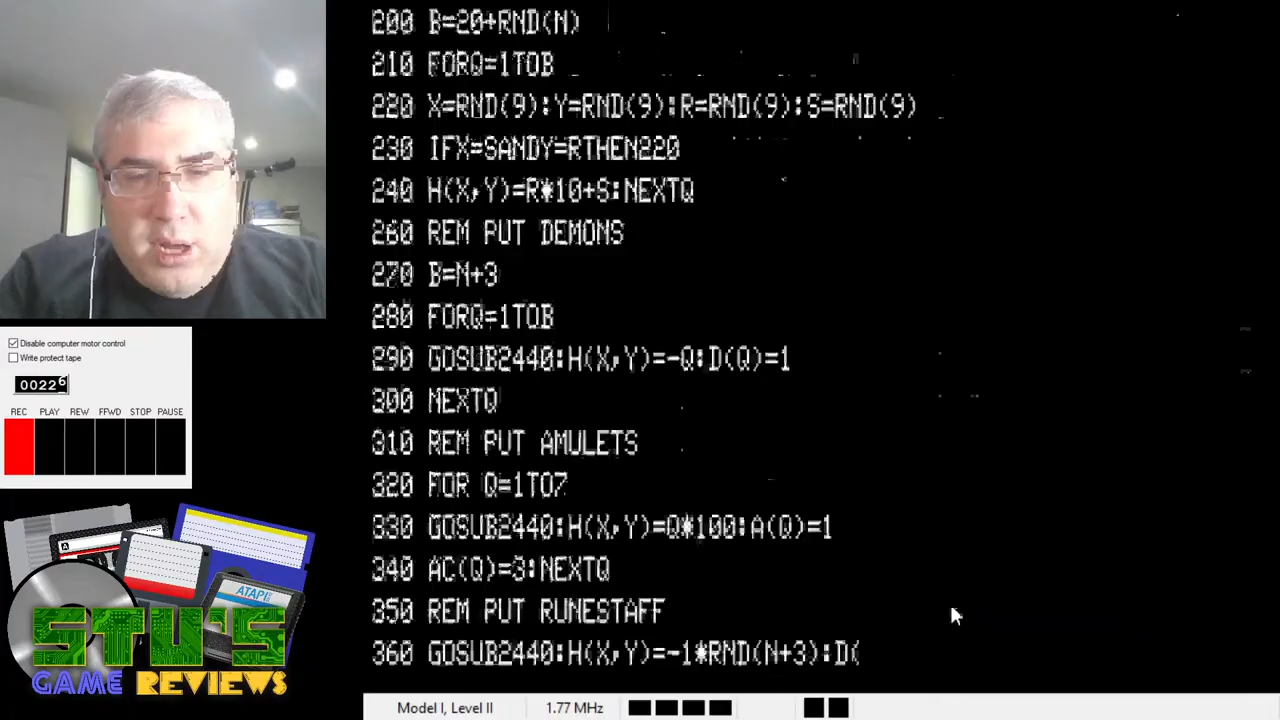 200 B=20+RND(N)
210 FORQ=1TOB
220 X=RND(9):Y=RND(9):R=RND(9):S=RND(9)
230 IFX=SANDY=RTHEN220
240 H(X,Y)=R*10+S:NEXTQ
260 REM PUT DEMONS
270 B=N+3
280 FORQ=1TOB
290 GOSUB2440:H(X,Y)=-Q:D(Q)=1
300 NEXTQ
310 REM PUT AMULETS
320 FOR Q=1TO7
330 GOSUB2440:H(X,Y)=Q*100:A(Q)=1
340 AC(Q)=3:NEXTQ
350 REM PUT RUNESTAFF
360 GOSUB2440:H(X,Y)=-1*RND(N+3):D(
Disable computer motor control
Write protect tape
00226
REC PLAY REW FFWD STOP PAUSE
A
ATAPI
STU'S
GAME REVIEWS
Model I, Level II 1.77 MHz